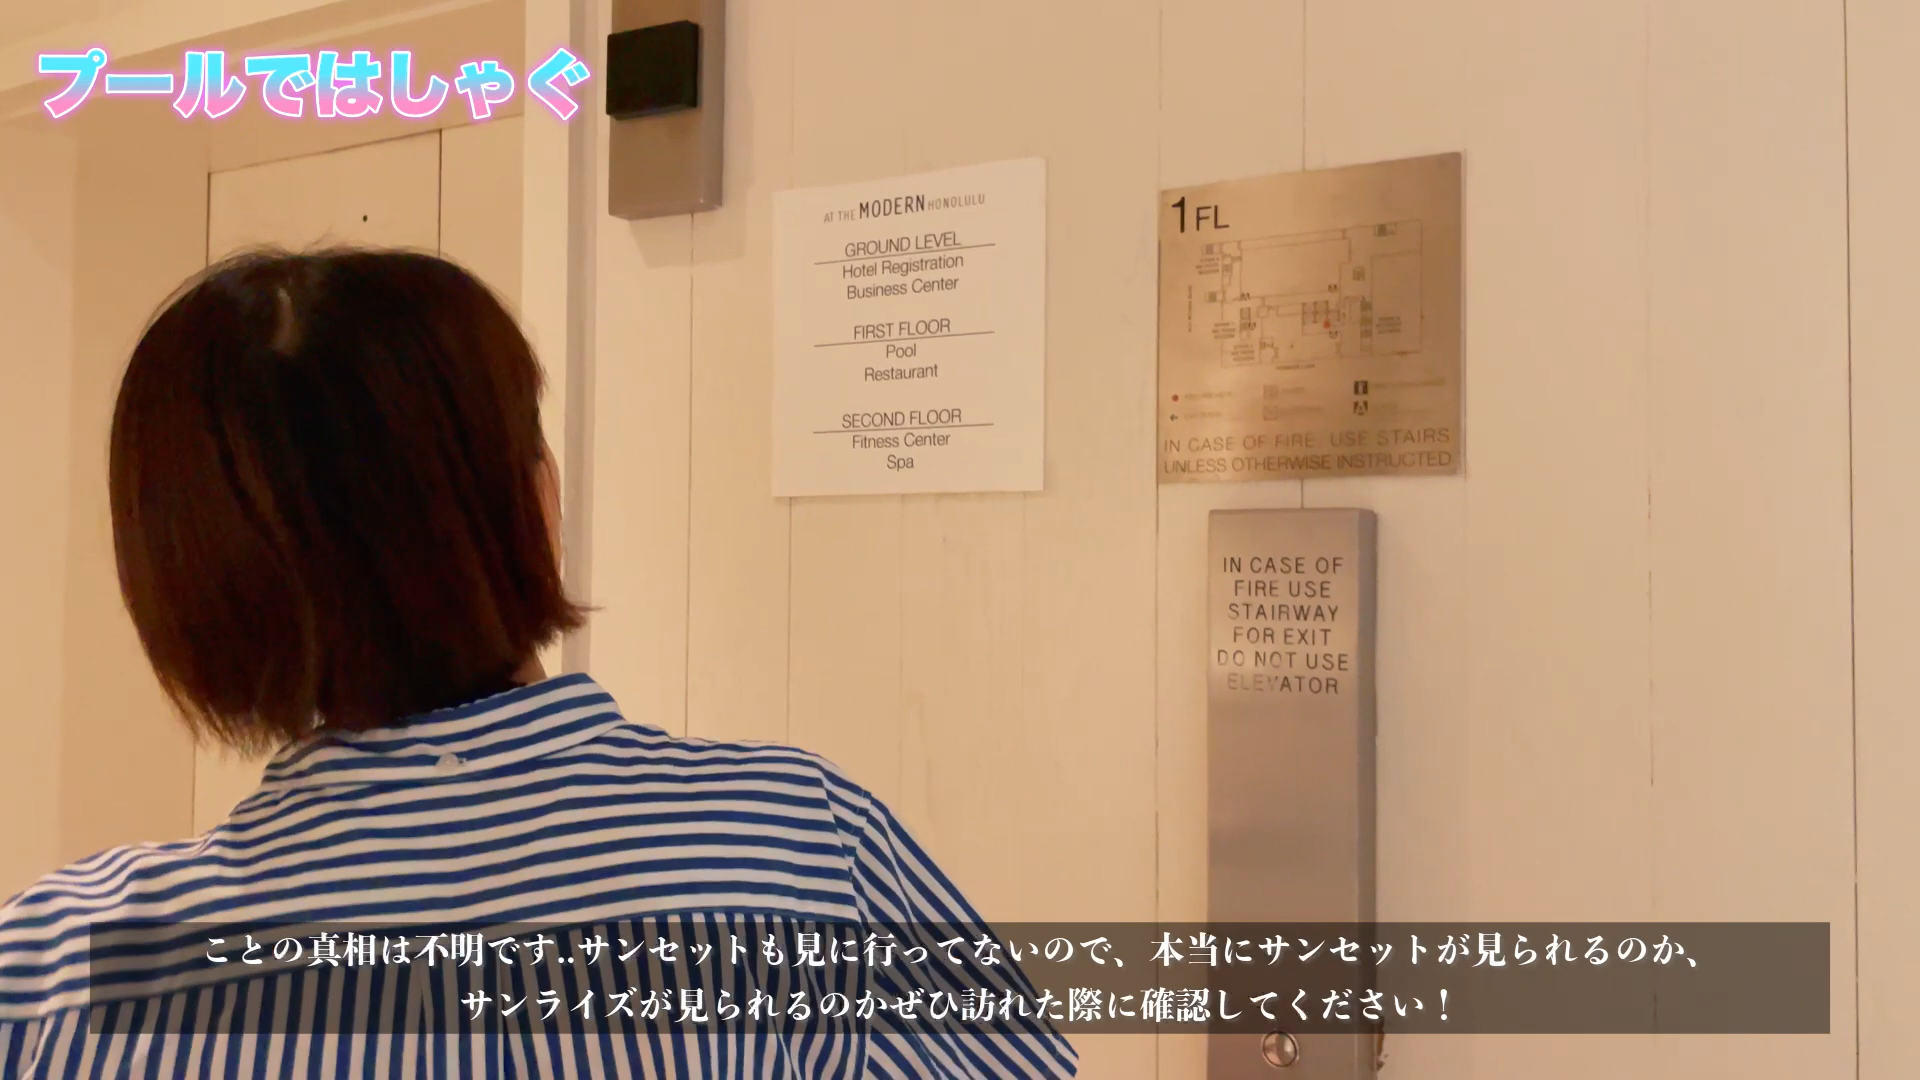 プールではしゃぐ
AT THE MODERN HONOLULU
GROUND LEVEL
Hotel Registration
Business Center
FIRST FLOOR
Pool
Restaurant
SECOND FLOOR
Fitness Center
Spa
1 FL
IN CASE OF FIRE, USE STAIRS
UNLESS OTHERWISE INSTRUCTED
IN CASE OF
FIRE USE
STAIRWAY
FOR EXIT
DO NOT USE
ELEVATOR
ことの真相は不明です..サンセットも見に行ってないので、本当にサンセットが見られるのか、
サンライズが見られるのかぜひ訪れた際に確認してください！